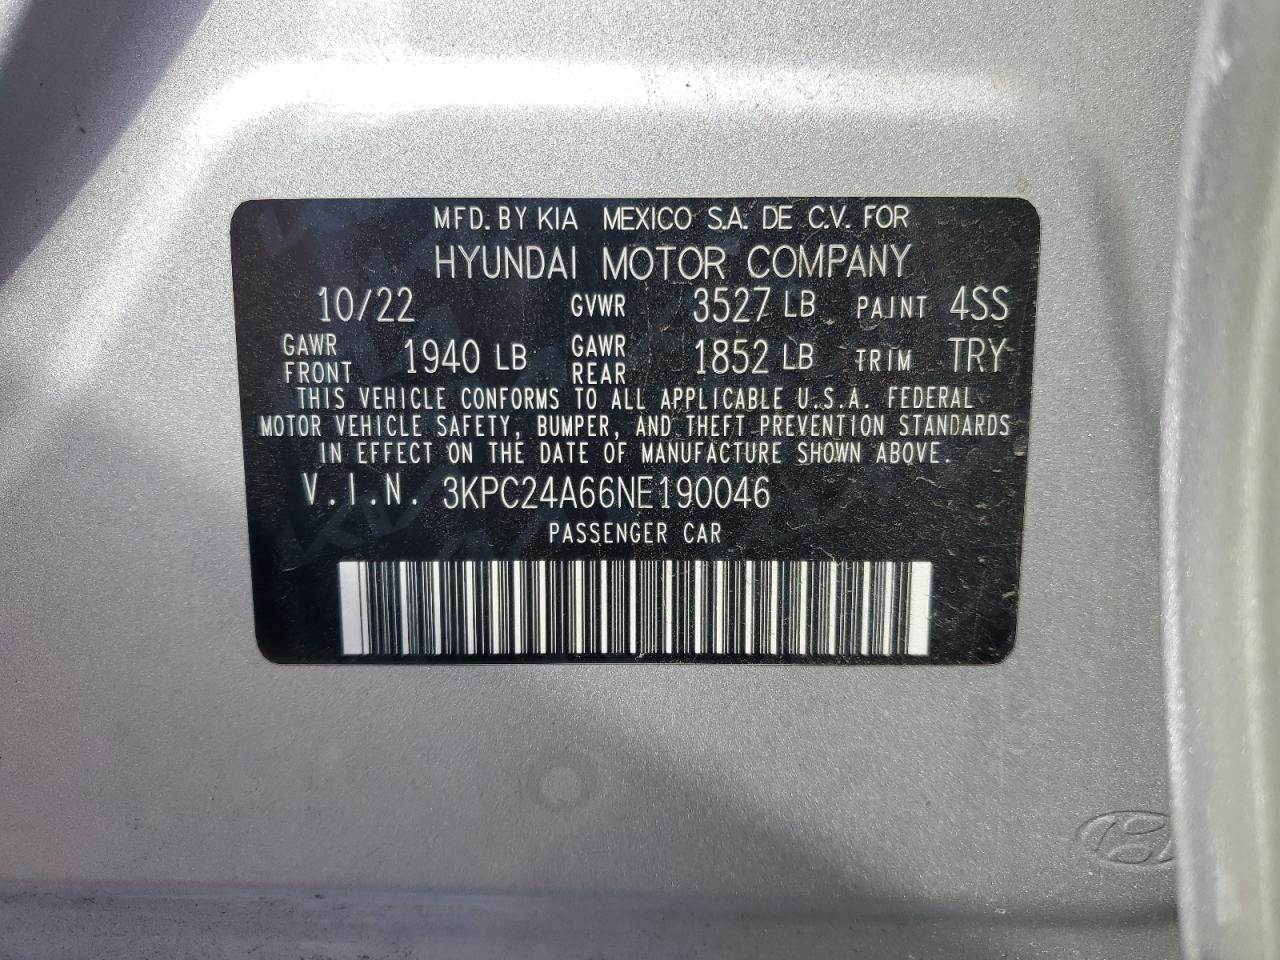 MFD. BY KIA MEXICO S.A. DE C.V. FOR
HYUNDAI MOTOR COMPANY
10/22 GVWR 3527 LB PAINT 4SS
GAWR FRONT 1940 LB GAWR REAR 1852 LB TRIM TRY
THIS VEHICLE CONFORMS TO ALL APPLICABLE U.S.A. FEDERAL
MOTOR VEHICLE SAFETY, BUMPER, AND THEFT PREVENTION STANDARDS
IN EFFECT ON THE DATE OF MANUFACTURE SHOWN ABOVE.
V.I.N. 3KPC24A66NE190046
PASSENGER CAR